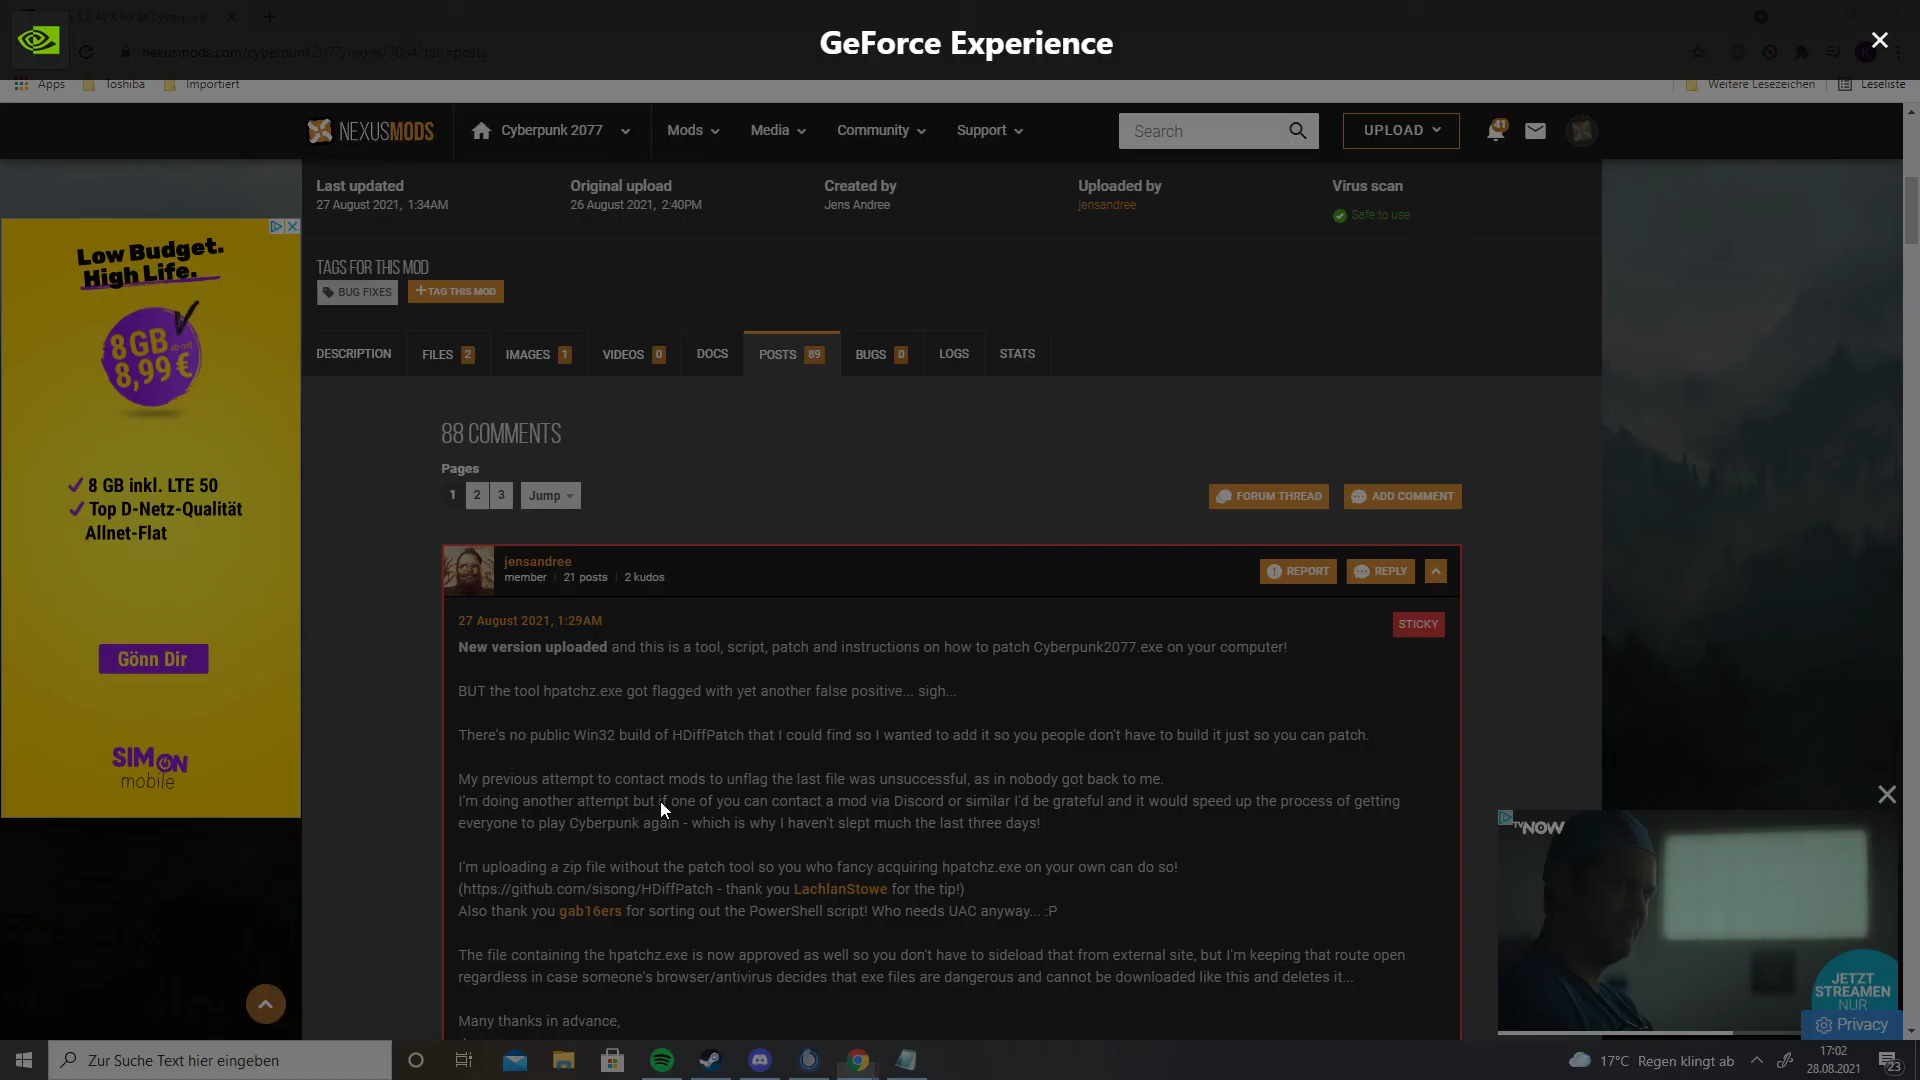 1.3 AVX Fix at Cyberpunk
GeForce Experience
nexusmods.com/cyberpunk2077/mods/3084?tab=posts
Apps
Toshiba
Importiert
Weitere Lesezeichen
Leseliste
NEXUSMODS
Cyberpunk 2077
Mods
Media
Community
Support
Search
UPLOAD
41
Last updated
27 August 2021, 1:34AM
Original upload
26 August 2021, 2:40PM
Created by
Jens Andree
Uploaded by
jensandree
Virus scan
Safe to use
TAGS FOR THIS MOD
BUG FIXES
+ TAG THIS MOD
DESCRIPTION
FILES 2
IMAGES 1
VIDEOS 0
DOCS
POSTS 89
BUGS 0
LOGS
STATS
88 COMMENTS
Pages
1 2 3 Jump
FORUM THREAD
ADD COMMENT
jensandree
member | 21 posts | 2 kudos
REPORT
REPLY
27 August 2021, 1:29AM
STICKY
New version uploaded and this is a tool, script, patch and instructions on how to patch Cyberpunk2077.exe on your computer!
BUT the tool hpatchz.exe got flagged with yet another false positive... sigh...
There's no public Win32 build of HDiffPatch that I could find so I wanted to add it so you people don't have to build it just so you can patch.
My previous attempt to contact mods to unflag the last file was unsuccessful, as in nobody got back to me.
I'm doing another attempt but if one of you can contact a mod via Discord or similar I'd be grateful and it would speed up the process of getting
everyone to play Cyberpunk again - which is why I haven't slept much the last three days!
I'm uploading a zip file without the patch tool so you who fancy acquiring hpatchz.exe on your own can do so!
(https://github.com/sisong/HDiffPatch - thank you LachlanStowe for the tip!)
Also thank you gab16ers for sorting out the PowerShell script! Who needs UAC anyway... :P
The file containing the hpatchz.exe is now approved as well so you don't have to sideload that from external site, but I'm keeping that route open
regardless in case someone's browser/antivirus decides that exe files are dangerous and cannot be downloaded like this and deletes it...
Many thanks in advance,
Low Budget.
High Life.
8 GB
8,99 €
8 GB inkl. LTE 50
Top D-Netz-Qualität
Allnet-Flat
Gönn Dir
SIMON
mobile
TVNOW
JETZT
STREAMEN
NUR
Privacy
Zur Suche Text hier eingeben
17°C Regen klingt ab
17:02
28.08.2021
23